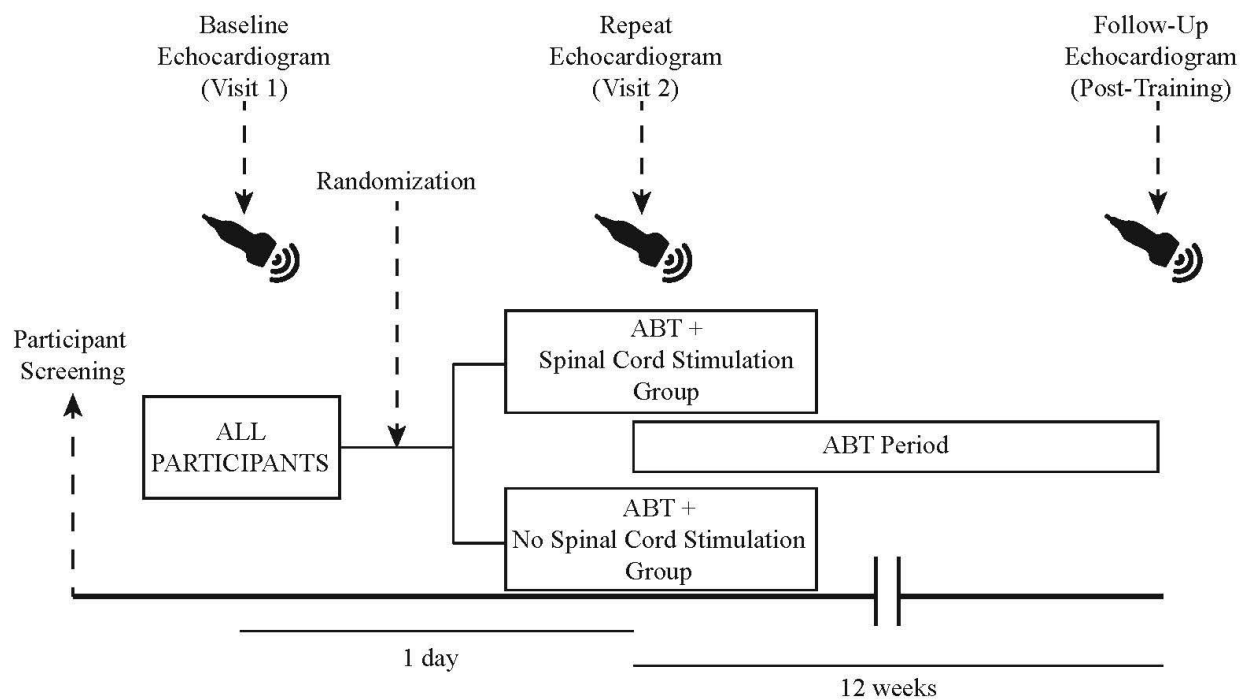 Baseline
Echocardiogram
(Visit 1)
Repeat
Echocardiogram
(Visit 2)
Follow-Up
Echocardiogram
(Post-Training)
Randomization
Participant
Screening
ALL
PARTICIPANTS
ABT +
Spinal Cord Stimulation
Group
ABT Period
ABT +
No Spinal Cord Stimulation
Group
1 day
12 weeks